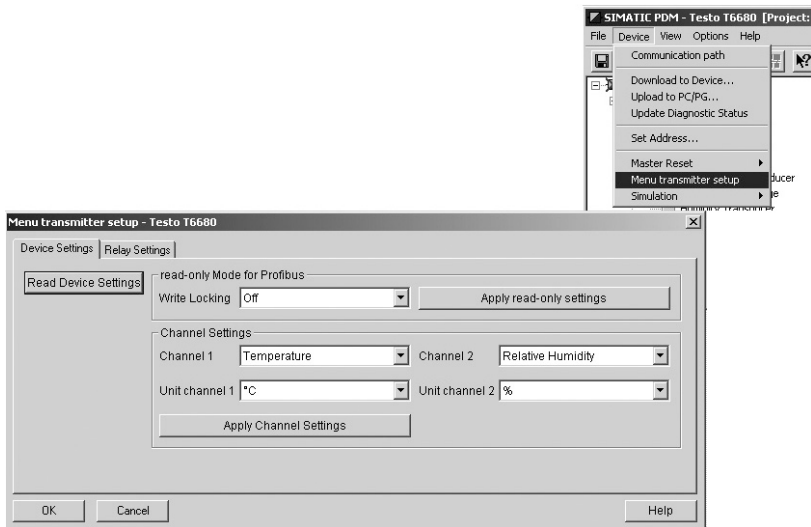 SIMATIC PDM - Testo T6680 [Project:
File Device View Options Help
Communication path
Download to Device...
Upload to PC/PG...
Update Diagnostic Status
Set Address...
Master Reset
Menu transmitter setup
Simulation
ducer
ge
Humidity Transducer
Menu transmitter setup - Testo T6680
Device Settings Relay Settings
Read Device Settings
read-only Mode for Profibus
Write Locking Off Apply read-only settings
Channel Settings
Channel 1 Temperature Channel 2 Relative Humidity
Unit channel 1 °C Unit channel 2 %
Apply Channel Settings
OK Cancel Help